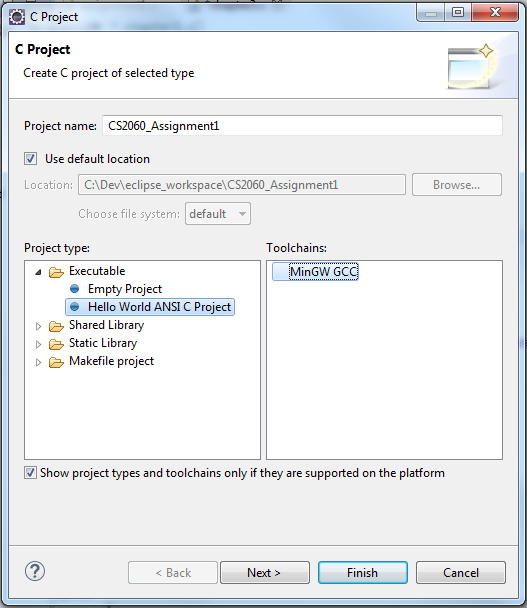 C Project
C Project
Create C project of selected type
Project name: CS2060_Assignment1
Use default location
Location: C:\Dev\eclipse_workspace\CS2060_Assignment1 Browse...
Choose file system: default
Project type: Toolchains:
Executable MinGW GCC
Empty Project
Hello World ANSI C Project
Shared Library
Static Library
Makefile project
Show project types and toolchains only if they are supported on the platform
? < Back Next > Finish Cancel